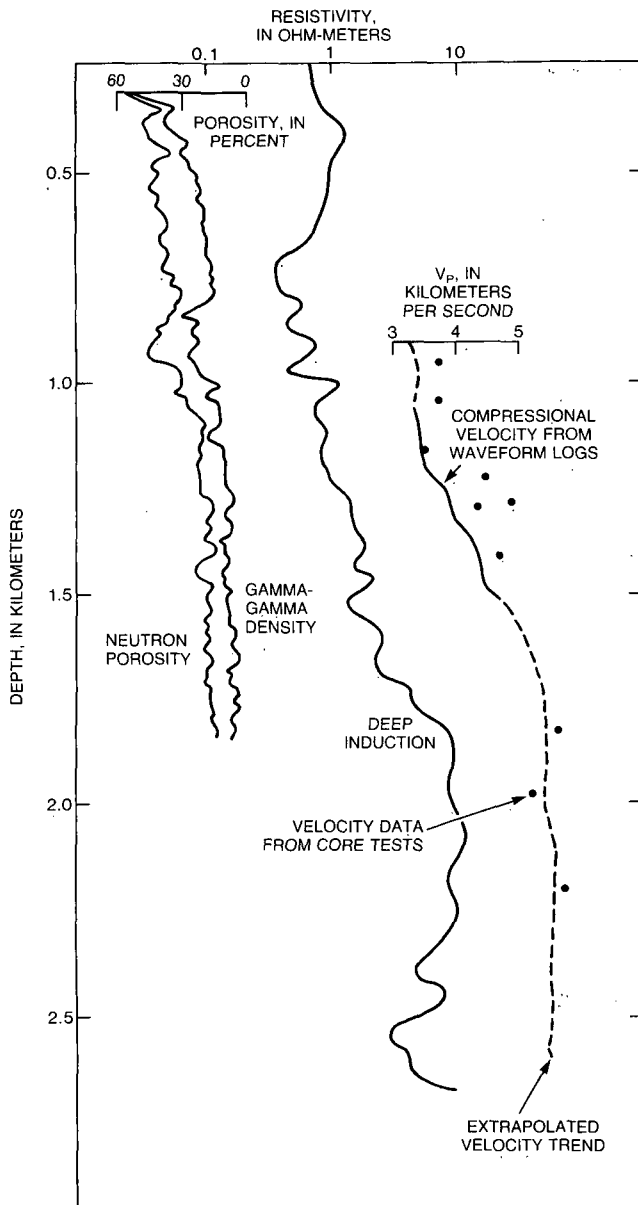 RESISTIVITY,
IN OHM-METERS
0.1 1 10
60 30 0
POROSITY, IN
PERCENT
0.5
V_P, IN
KILOMETERS
PER SECOND
3 4 5
1.0
COMPRESSIONAL
VELOCITY FROM
WAVEFORM LOGS
DEPTH, IN KILOMETERS
1.5
GAMMA-
GAMMA
DENSITY
NEUTRON
POROSITY
DEEP
INDUCTION
2.0
VELOCITY DATA
FROM CORE TESTS
2.5
EXTRAPOLATED
VELOCITY TREND